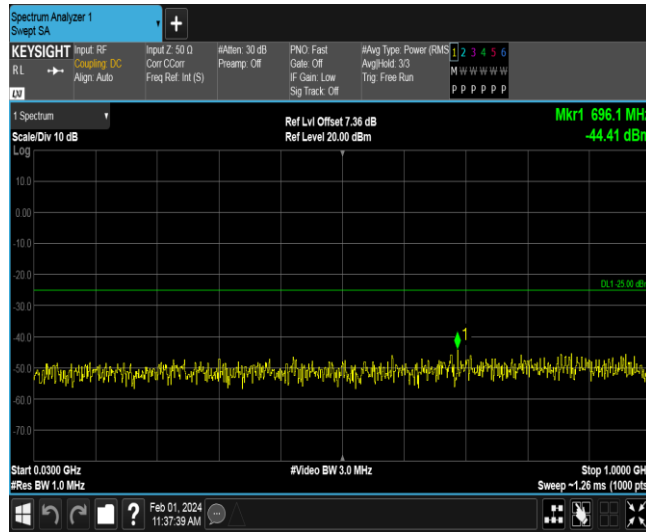 Spectrum Analyzer 1
Swept SA
+
KEYSIGHT
RL
LXI
Input: RF
Coupling: DC
Align: Auto
Input Z: 50 Ω
Corr CCorr
Freq Ref: Int (S)
#Atten: 30 dB
Preamp: Off
PNO: Fast
Gate: Off
IF Gain: Low
Sig Track: Off
#Avg Type: Power (RMS
Avg|Hold: 3/3
Trig: Free Run
1 2 3 4 5 6
M W W W W W
P P P P P P
1 Spectrum
Scale/Div 10 dB
Log
Ref Lvl Offset 7.36 dB
Ref Level 20.00 dBm
Mkr1 696.1 MHz
-44.41 dBm
10.0
0.00
-10.0
-20.0
-30.0
-40.0
-50.0
-60.0
-70.0
DL1 -25.00 dBm
1
Start 0.0300 GHz
#Res BW 1.0 MHz
#Video BW 3.0 MHz
Stop 1.0000 GH
Sweep ~1.26 ms (1000 pts
?
Feb 01, 2024
11:37:39 AM